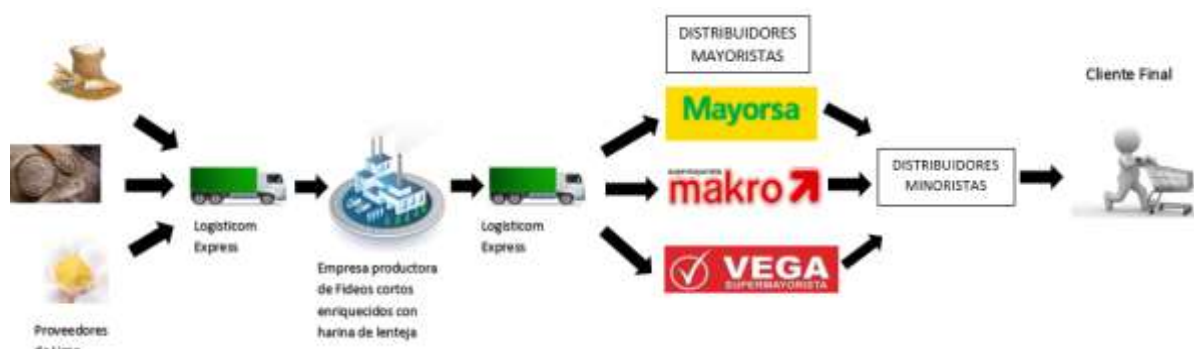 DISTRIBUIDORES
MAYORISTAS
Cliente Final
Mayorsa
makro
DISTRIBUIDORES
MINORISTAS
Logisticom
Express
Logisticom
Express
VEGA
SUPERMAYORISTA
Empresa productora
de Fideos cortos
enriquecidos con
harina de lenteja
Proveedores